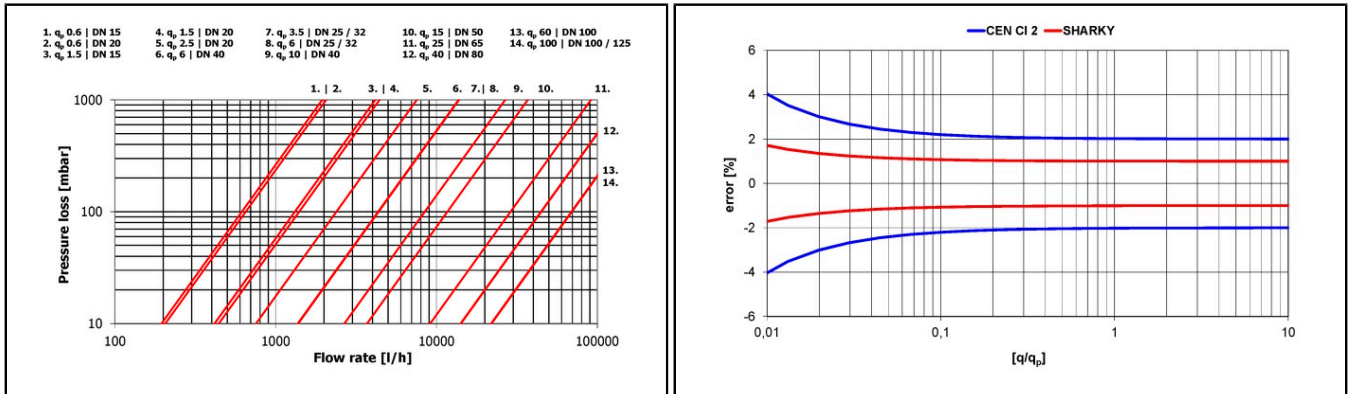 1. qp 0.6 | DN 15 4. qp 1.5 | DN 20 7. qp 3.5 | DN 25 / 32 10. qp 15 | DN 50 13. qp 60 | DN 100
2. qp 0.6 | DN 20 5. qp 2.5 | DN 20 8. qp 6 | DN 25 / 32 11. qp 25 | DN 65 14. qp 100 | DN 100 / 125
3. qp 1.5 | DN 15 6. qp 6 | DN 40 9. qp 10 | DN 40 12. qp 40 | DN 80
1. | 2. 3. | 4. 5. 6. 7. | 8. 9. 10. 11.
12.
13.
14.
1000
100
10
Pressure loss [mbar]
100 1000 10000 100000
Flow rate [l/h]
CEN Cl 2 SHARKY
6
4
2
0
-2
-4
-6
error [%]
0,01 0,1 1 10
[q/qp]